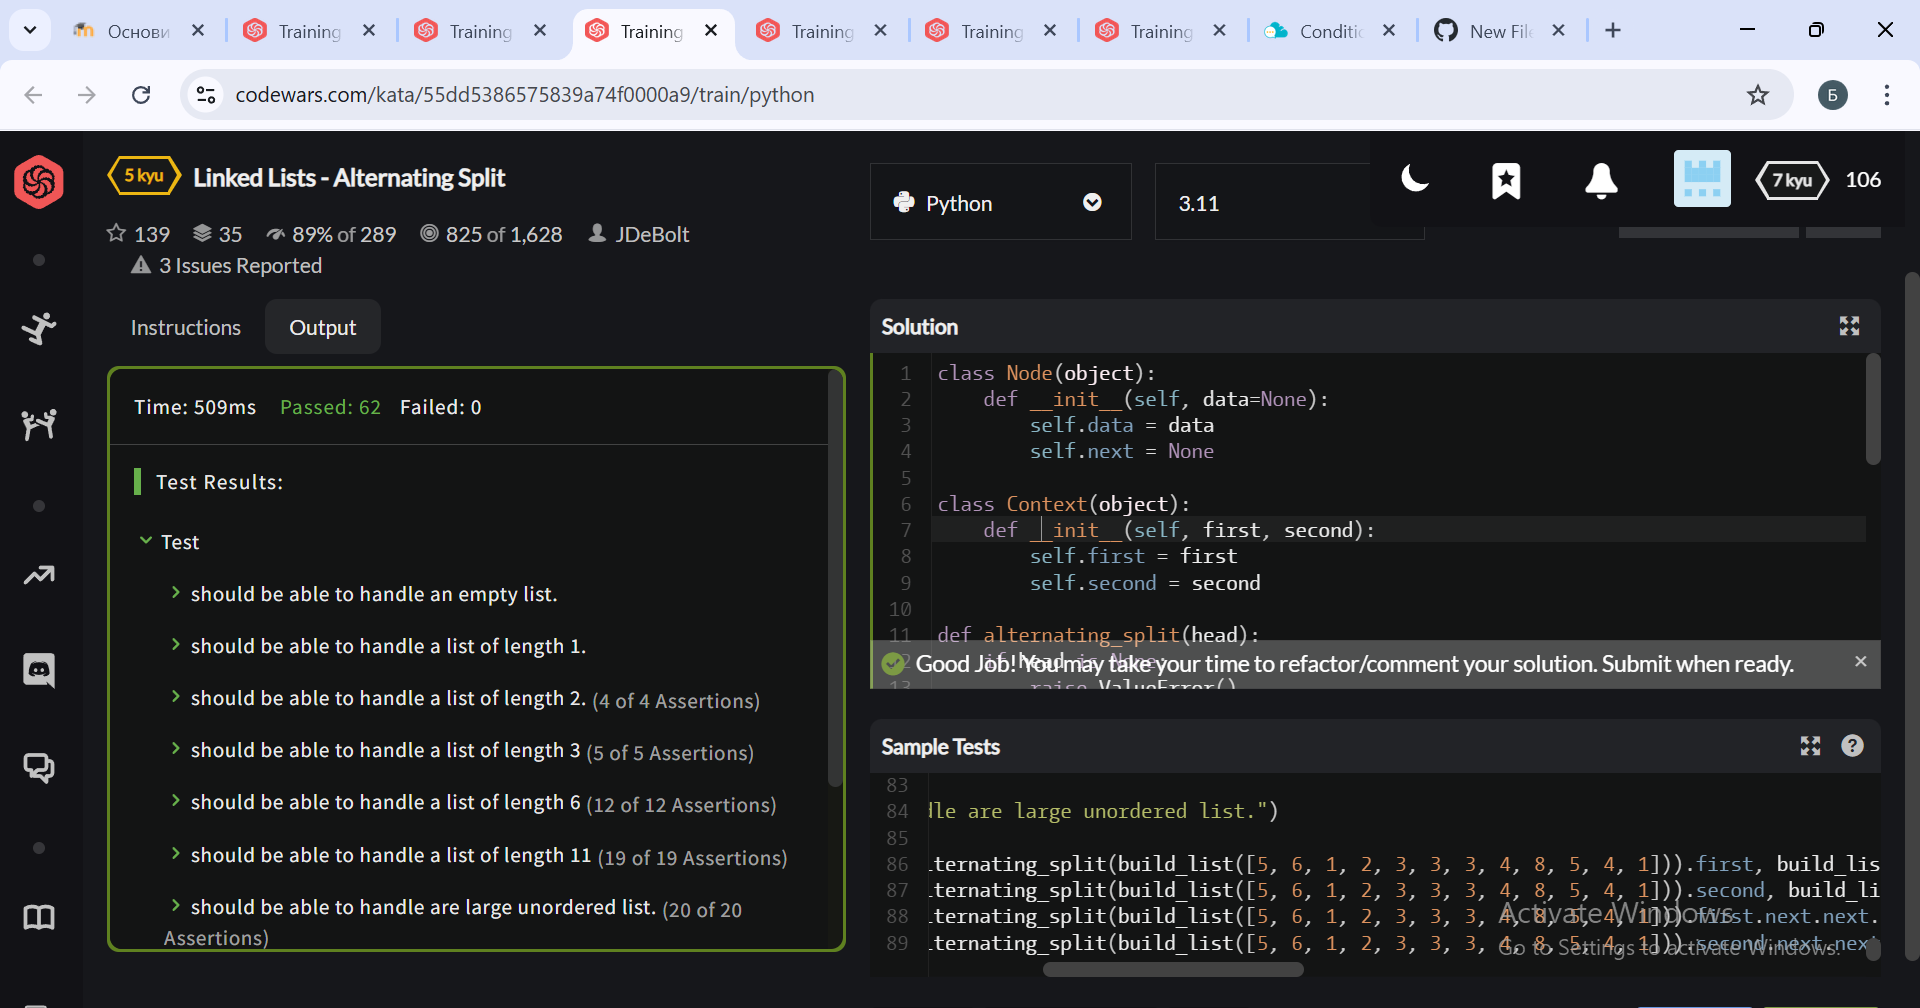 Основи
Training
Training
Training
Training
Training
Training
Conditi
New File
codewars.com/kata/55dd5386575839a74f0000a9/train/python
Б
5 kyu
Linked Lists - Alternating Split
139 35 89% of 289 825 of 1,628 JDeBolt
3 Issues Reported
Python
3.11
7 kyu
106
Instructions
Output
Time: 509ms Passed: 62 Failed: 0
Test Results:
Test
should be able to handle an empty list.
should be able to handle a list of length 1.
should be able to handle a list of length 2. (4 of 4 Assertions)
should be able to handle a list of length 3 (5 of 5 Assertions)
should be able to handle a list of length 6 (12 of 12 Assertions)
should be able to handle a list of length 11 (19 of 19 Assertions)
should be able to handle are large unordered list. (20 of 20
Assertions)
Solution
1 class Node(object):
2 def __init__(self, data=None):
3 self.data = data
4 self.next = None
5
6 class Context(object):
7 def __init__(self, first, second):
8 self.first = first
9 self.second = second
10
11 def alternating_split(head):
12 if head is None:
13 raise ValueError()
Good Job! You may take your time to refactor/comment your solution. Submit when ready.
Sample Tests
83
84 dle are large unordered list.")
85
86 lternating_split(build_list([5, 6, 1, 2, 3, 3, 3, 4, 8, 5, 4, 1])).first, build_lis
87 lternating_split(build_list([5, 6, 1, 2, 3, 3, 3, 4, 8, 5, 4, 1])).second, build_li
88 lternating_split(build_list([5, 6, 1, 2, 3, 3, 3, 4, 8, 5, 4, 1])).first.next.next.
89 lternating_split(build_list([5, 6, 1, 2, 3, 3, 3, 4, 8, 5, 4, 1])).second.next.nex
Activate Windows
Go to Settings to activate Windows.